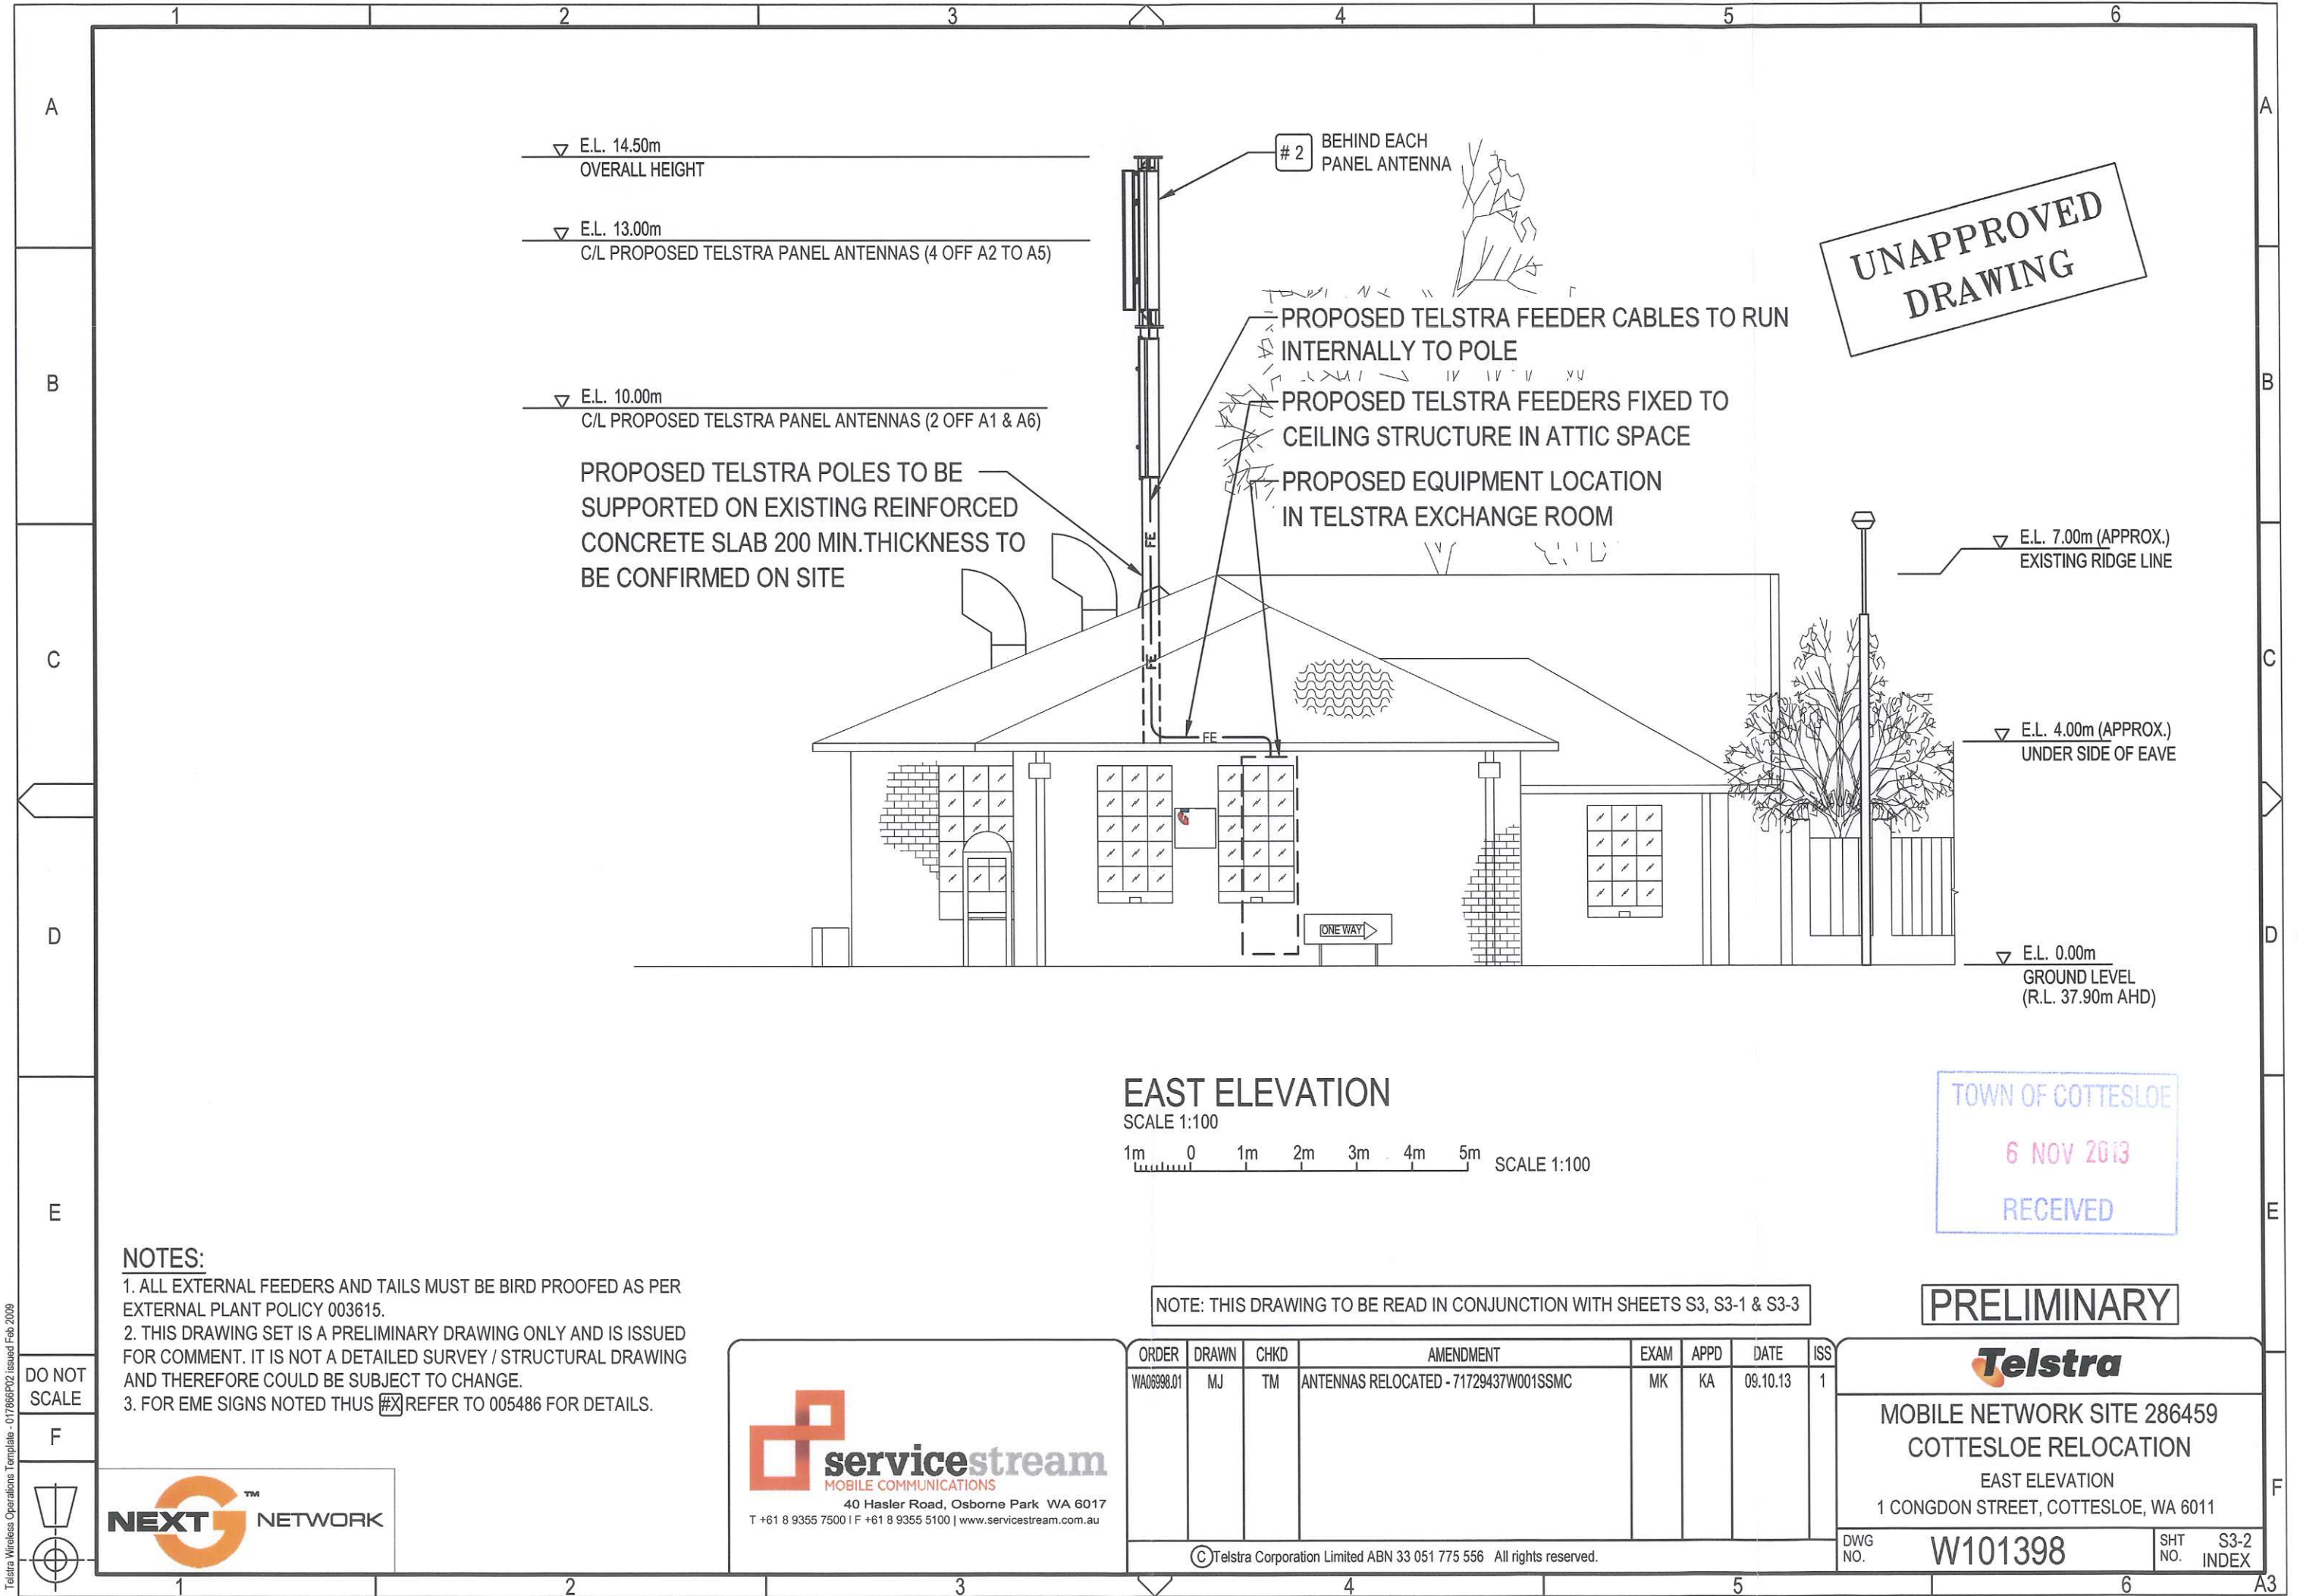 1 2 3 4 5 6
A
B
C
D
E
F
A
B
C
D
E
F
E.L. 14.50m
OVERALL HEIGHT
E.L. 13.00m
C/L PROPOSED TELSTRA PANEL ANTENNAS (4 OFF A2 TO A5)
E.L. 10.00m
C/L PROPOSED TELSTRA PANEL ANTENNAS (2 OFF A1 & A6)
PROPOSED TELSTRA POLES TO BE
SUPPORTED ON EXISTING REINFORCED
CONCRETE SLAB 200 MIN.THICKNESS TO
BE CONFIRMED ON SITE
# 2
BEHIND EACH
PANEL ANTENNA
PROPOSED TELSTRA FEEDER CABLES TO RUN
INTERNALLY TO POLE
PROPOSED TELSTRA FEEDERS FIXED TO
CEILING STRUCTURE IN ATTIC SPACE
PROPOSED EQUIPMENT LOCATION
IN TELSTRA EXCHANGE ROOM
UNAPPROVED
DRAWING
E.L. 7.00m (APPROX.)
EXISTING RIDGE LINE
E.L. 4.00m (APPROX.)
UNDER SIDE OF EAVE
E.L. 0.00m
GROUND LEVEL
(R.L. 37.90m AHD)
FE
FE
FE
ONE WAY
EAST ELEVATION
SCALE 1:100
1m 0 1m 2m 3m 4m 5m SCALE 1:100
TOWN OF COTTESLOE
6 NOV 2013
RECEIVED
NOTES:
1. ALL EXTERNAL FEEDERS AND TAILS MUST BE BIRD PROOFED AS PER
EXTERNAL PLANT POLICY 003615.
2. THIS DRAWING SET IS A PRELIMINARY DRAWING ONLY AND IS ISSUED
FOR COMMENT. IT IS NOT A DETAILED SURVEY / STRUCTURAL DRAWING
AND THEREFORE COULD BE SUBJECT TO CHANGE.
3. FOR EME SIGNS NOTED THUS #X REFER TO 005486 FOR DETAILS.
NOTE: THIS DRAWING TO BE READ IN CONJUNCTION WITH SHEETS S3, S3-1 & S3-3
PRELIMINARY
DO NOT
SCALE
Telstra Wireless Operations Template - 017866P02 Issued Feb 2009
NEXT G ™ NETWORK
servicestream
MOBILE COMMUNICATIONS
40 Hasler Road, Osborne Park WA 6017
T +61 8 9355 7500 | F +61 8 9355 5100 | www.servicestream.com.au
ORDER DRAWN CHKD AMENDMENT EXAM APPD DATE ISS
WA06998.01 MJ TM ANTENNAS RELOCATED - 71729437W001SSMC MK KA 09.10.13 1
© Telstra Corporation Limited ABN 33 051 775 556 All rights reserved.
Telstra
MOBILE NETWORK SITE 286459
COTTESLOE RELOCATION
EAST ELEVATION
1 CONGDON STREET, COTTESLOE, WA 6011
DWG NO. W101398
SHT NO. S3-2 INDEX
1 2 3 4 5 6 A3